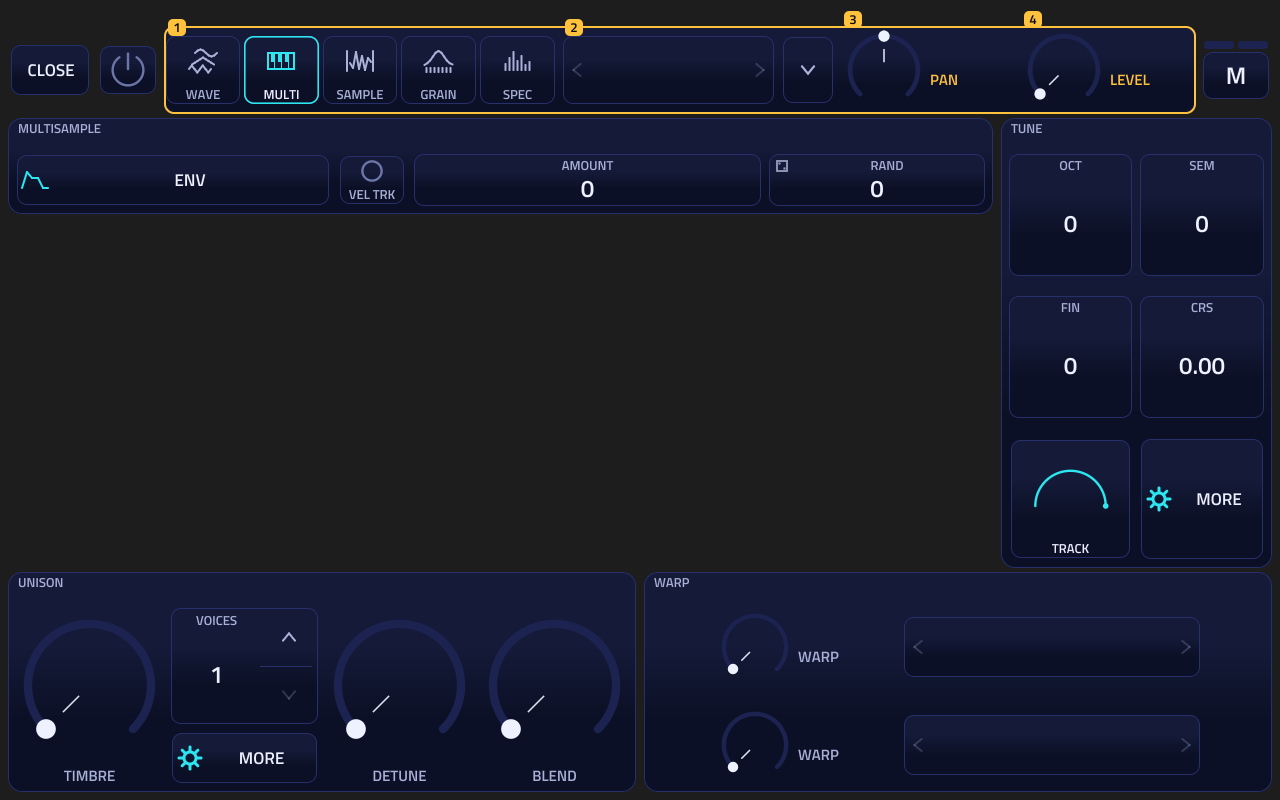 1
2
3
4
CLOSE
WAVE
MULTI
SAMPLE
GRAIN
SPEC
PAN
LEVEL
M
MULTISAMPLE
ENV
VEL TRK
AMOUNT
0
RAND
0
TUNE
OCT
0
SEM
0
FIN
0
CRS
0.00
TRACK
MORE
UNISON
TIMBRE
VOICES
1
MORE
DETUNE
BLEND
WARP
WARP
WARP